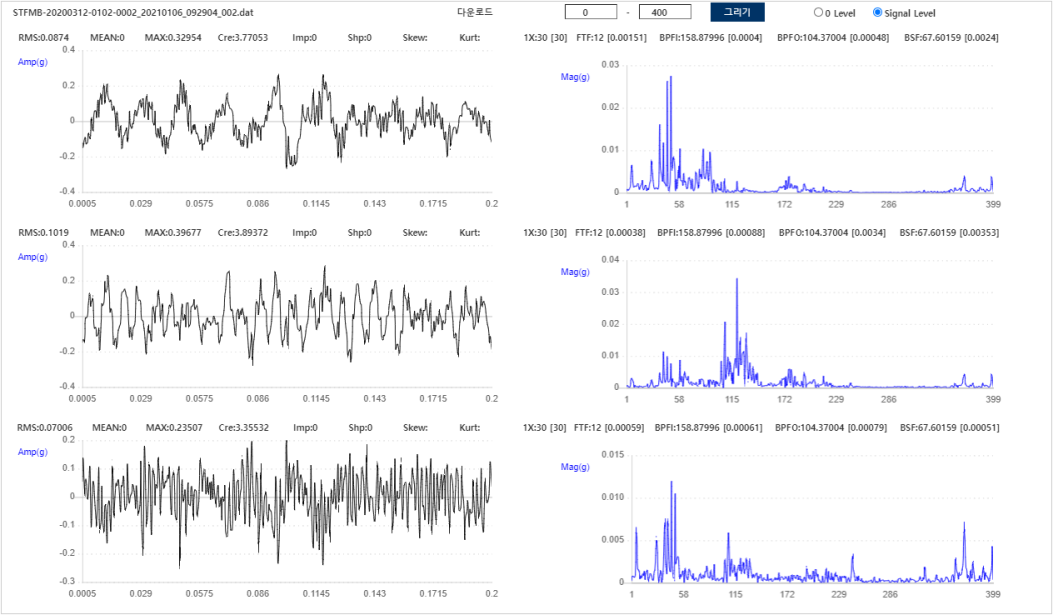 STFMB-20200312-0102-0002_20210106_092904_002.dat 다운로드 0 - 400 그리기 0 Level Signal Level
RMS:0.0874 MEAN:0 MAX:0.32954 Cre:3.77053 Imp:0 Shp:0 Skew: Kurt: 1X:30 [30] FTF:12 [0.00151] BPFI:158.87996 [0.0004] BPFO:104.37004 [0.00048] BSF:67.60159 [0.0024]
Amp(g) Mag(g)
0.4 0.03
0.2 0.02
0 0.01
-0.2 0
-0.4
0.0005 0.029 0.0575 0.086 0.1145 0.143 0.1715 0.2 1 58 115 172 229 286 399
RMS:0.1019 MEAN:0 MAX:0.39677 Cre:3.89372 Imp:0 Shp:0 Skew: Kurt: 1X:30 [30] FTF:12 [0.00038] BPFI:158.87996 [0.00088] BPFO:104.37004 [0.0034] BSF:67.60159 [0.00353]
Amp(g) Mag(g)
0.4 0.04
0.2 0.03
0 0.02
-0.2 0.01
-0.4 0
0.0005 0.029 0.0575 0.086 0.1145 0.143 0.1715 0.2 1 58 115 172 229 286 399
RMS:0.07006 MEAN:0 MAX:0.23507 Cre:3.35532 Imp:0 Shp:0 Skew: Kurt: 1X:30 [30] FTF:12 [0.00059] BPFI:158.87996 [0.00061] BPFO:104.37004 [0.00079] BSF:67.60159 [0.00051]
Amp(g) Mag(g)
0.2 0.015
0.1 0.010
0 0.005
-0.1 0
-0.2
-0.3
0.0005 0.029 0.0575 0.086 0.1145 0.143 0.1715 0.2 1 58 115 172 229 286 399